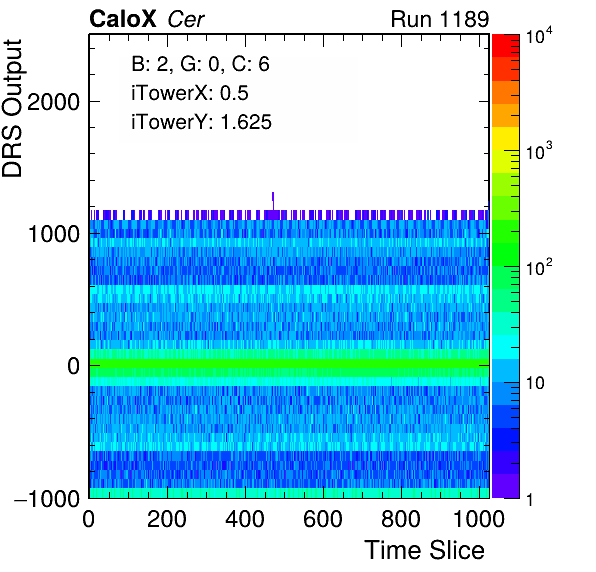 CaloX Cer Run 1189
B: 2, G: 0, C: 6
iTowerX: 0.5
iTowerY: 1.625
DRS Output
2000
1000
0
−1000
0 200 400 600 800 1000
Time Slice
10^4
10^3
10^2
10
1